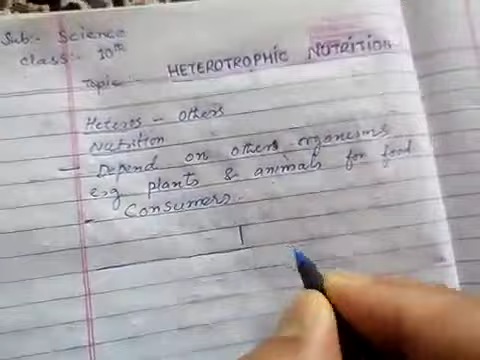 Sub:- Science
Class:- 10th
Topic:- HETEROTROPHIC NUTRITION
Heteros - Others
Nutrition
- Depend on others organisms
e.g plants & animals for food
- Consumers.